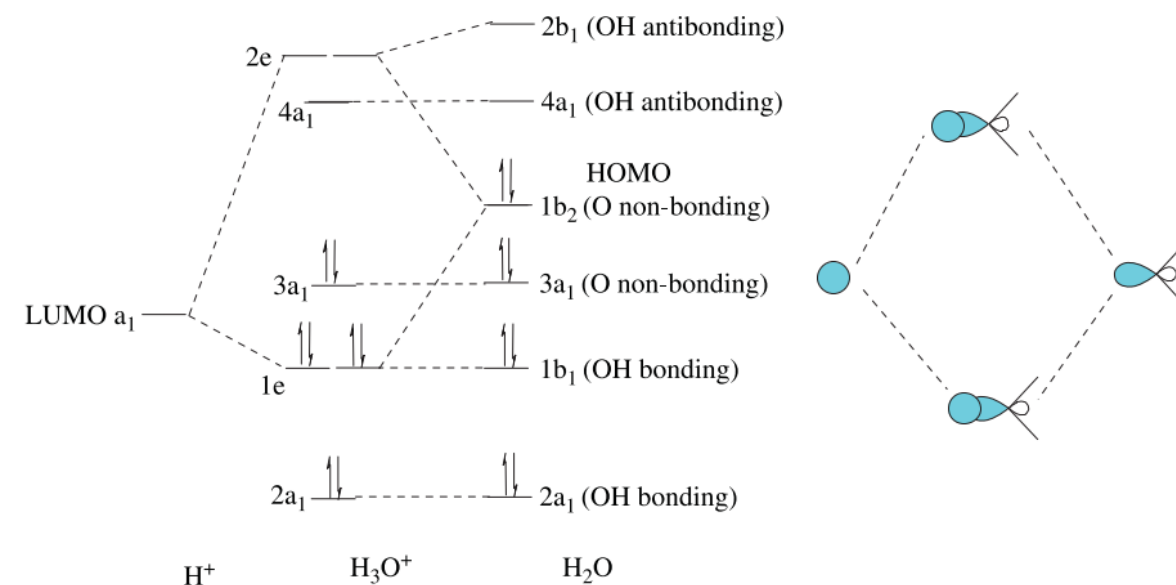 2b₁ (OH antibonding)
2e
4a₁
4a₁ (OH antibonding)
HOMO
1b₂ (O non-bonding)
3a₁
3a₁ (O non-bonding)
LUMO a₁
1e
1b₁ (OH bonding)
2a₁
2a₁ (OH bonding)
H⁺
H₃O⁺
H₂O